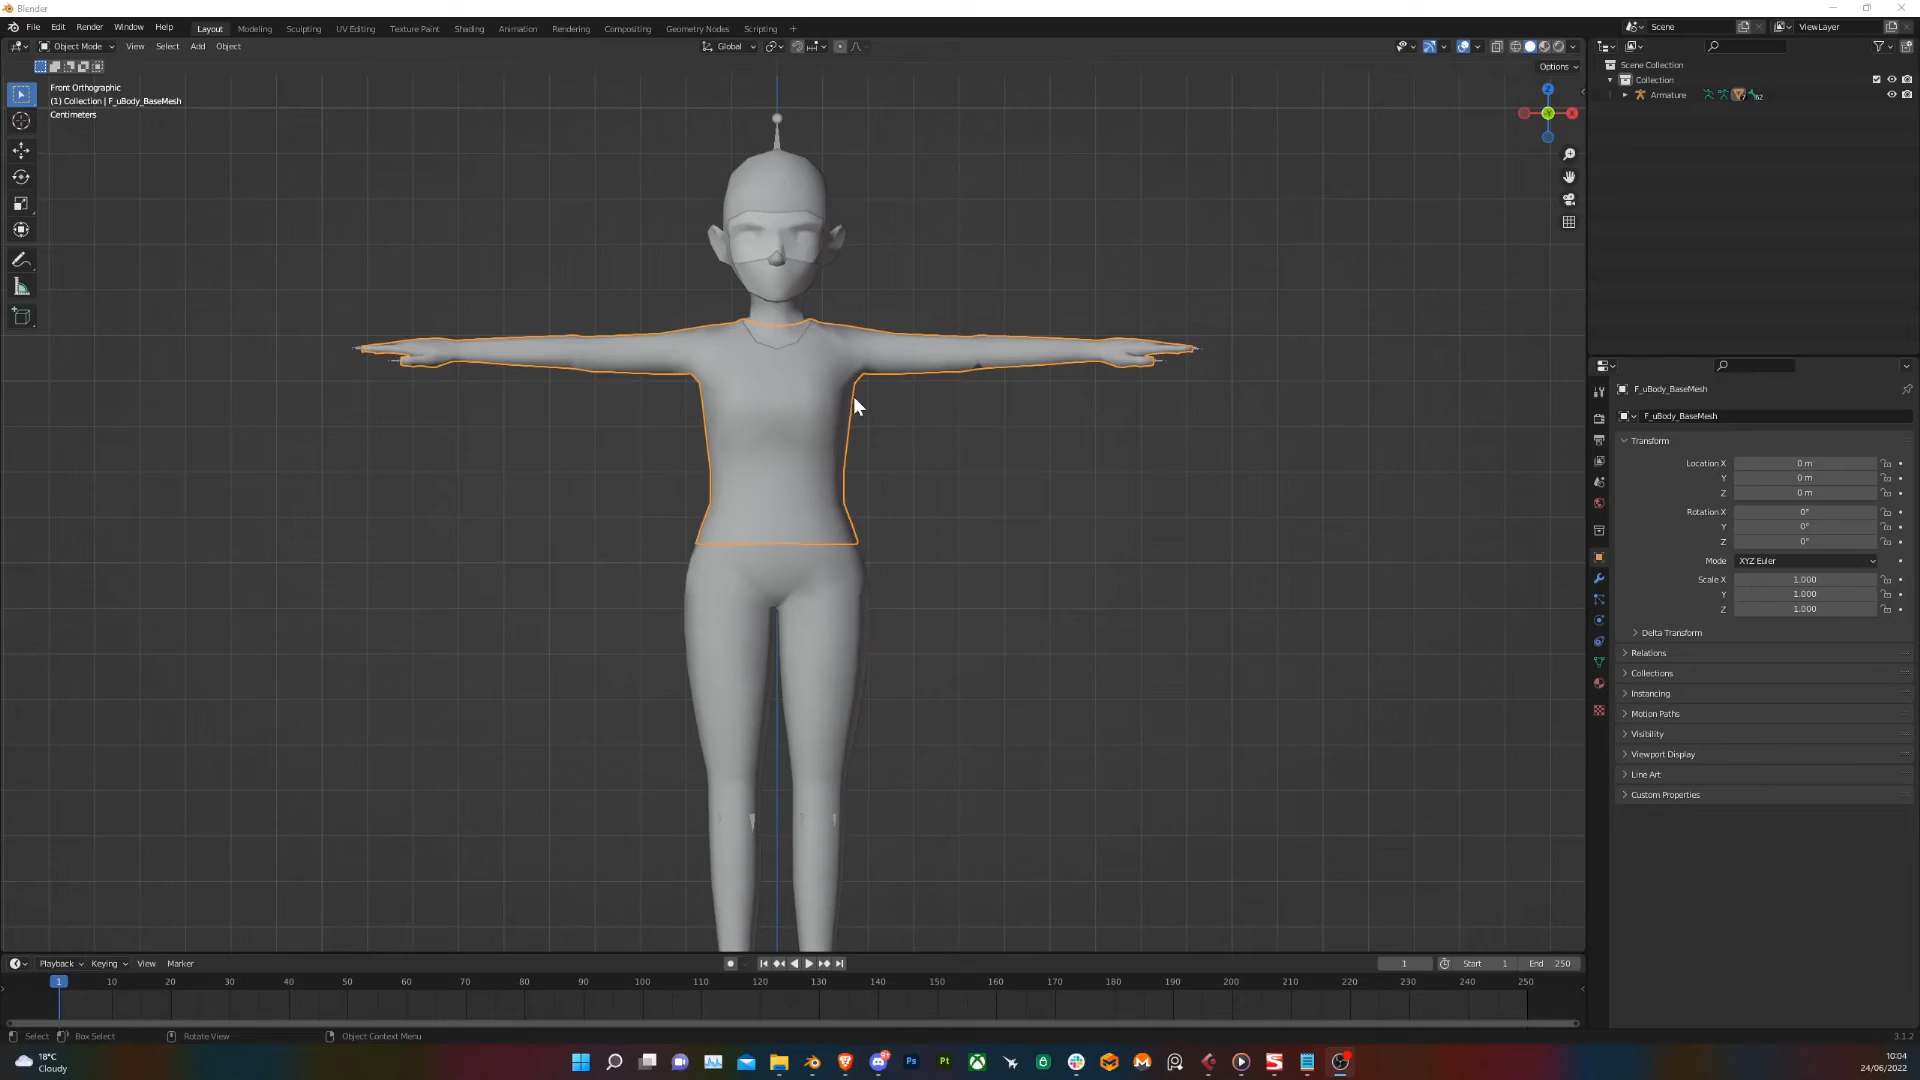 Blender
File Edit Render Window Help Layout Modeling Sculpting UV Editing Texture Paint Shading Animation Rendering Compositing Geometry Nodes Scripting + Scene ViewLayer
Object Mode View Select Add Object Global
Options
Front Orthographic
(1) Collection | F_uBody_BaseMesh
Centimeters
Z
X
Y
Scene Collection
Collection
Armature
62
F_uBody_BaseMesh
F_uBody_BaseMesh
Transform
Location X 0 m
Y 0 m
Z 0 m
Rotation X 0°
Y 0°
Z 0°
Mode XYZ Euler
Scale X 1.000
Y 1.000
Z 1.000
Delta Transform
Relations
Collections
Instancing
Motion Paths
Visibility
Viewport Display
Line Art
Custom Properties
Playback Keying View Marker 1 Start 1 End 250
1 10 20 30 40 50 60 70 80 90 100 110 120 130 140 150 160 170 180 190 200 210 220 230 240 250
Select Box Select Rotate View Object Context Menu 3.1.2
18°C
Cloudy
Ps
Pt
10:04
24/06/2022